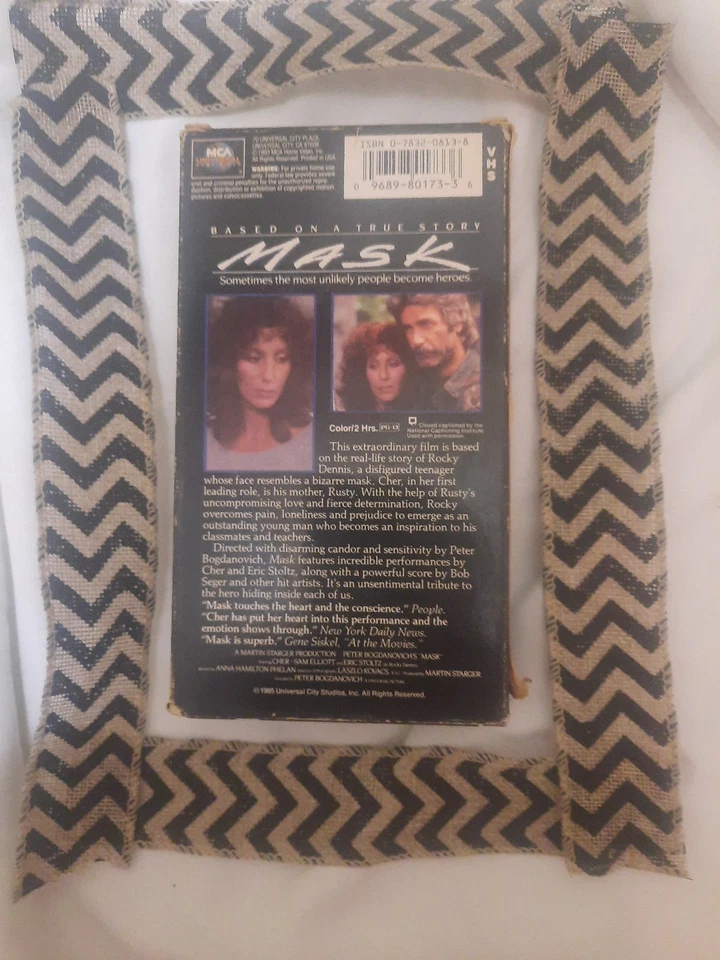 MCA
70 UNIVERSAL CITY PLAZA,
UNIVERSAL CITY, CA 91608
All Rights Reserved. Printed in USA.
WARNING: For private home use
only. Federal law provides severe
civil and criminal penalties for the unauthorized repro-
duction, distribution or exhibition of copyrighted motion
pictures and videocassettes.
ISBN 0-7832-0813-8
0 9689-80173-3 6
VHS
BASED ON A TRUE STORY
MASK
Sometimes the most unlikely people become heroes.
Color/2 Hrs. PG-13
Closed captioned by the
National Captioning Institute.
Used with permission.
This extraordinary film is based
on the real-life story of Rocky
Dennis, a disfigured teenager
whose face resembles a bizarre mask. Cher, in her first
leading role, is his mother, Rusty. With the help of Rusty's
uncompromising love and fierce determination, Rocky
overcomes pain, loneliness and prejudice to emerge as an
outstanding young man who becomes an inspiration to his
classmates and teachers.
Directed with disarming candor and sensitivity by Peter
Bogdanovich, Mask features incredible performances by
Cher and Eric Stoltz, along with a powerful score by Bob
Seger and other hit artists. It's an unsentimental tribute to
the hero hiding inside each of us.
"Mask touches the heart and the conscience." People.
"Cher has put her heart into this performance and the
emotion shows through." New York Daily News.
"Mask is superb." Gene Siskel, "At the Movies."
A MARTIN STARGER PRODUCTION PETER BOGDANOVICH'S "MASK"
CHER • SAM ELLIOTT and ERIC STOLTZ as Rocky Dennis
ANNA HAMILTON PHELAN LASZLO KOVACS MARTIN STARGER
PETER BOGDANOVICH
©1985 Universal City Studios, Inc. All Rights Reserved.